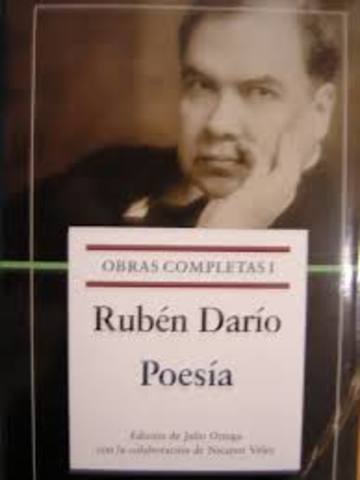 OBRAS COMPLETAS I
Rubén Darío
Poesía
Edición de Julio Ortega
con la colaboración de Nicanor Vélez